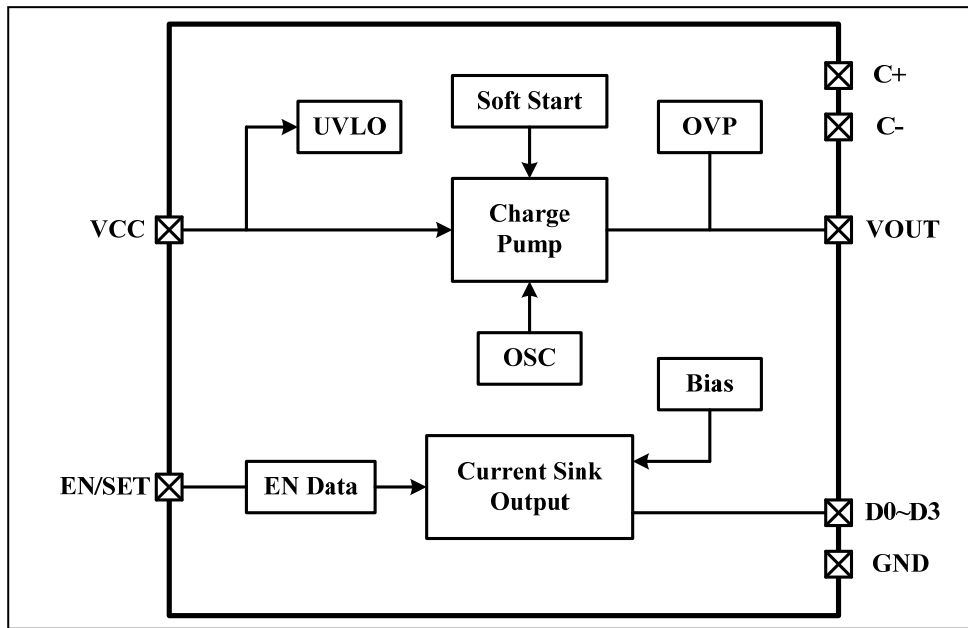 C+
Soft Start
UVLO
OVP
C-
VCC
Charge
Pump
VOUT
OSC
Bias
EN/SET
EN Data
Current Sink
Output
D0~D3
GND